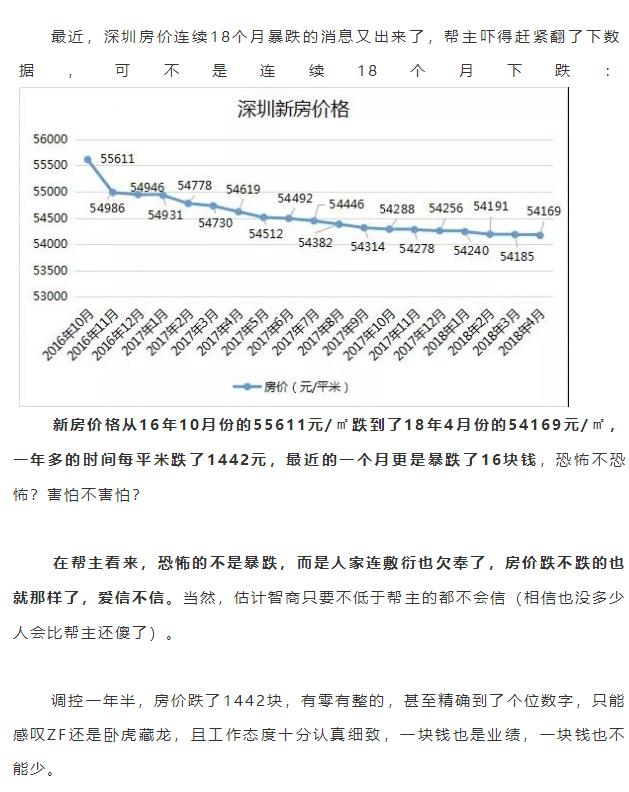 最近，深圳房价连续18个月暴跌的消息又出来了，帮主吓得赶紧翻了下数
据，可不是连续18个月下跌：
深圳新房价格
56000
55500
55000
54500
54000
53500
53000
55611
54986
54946
54931
54778
54730
54619
54512
54492
54382
54446
54314
54288
54278
54256
54240
54191
54185
54169
2016年10月
2016年11月
2016年12月
2017年1月
2017年2月
2017年3月
2017年4月
2017年5月
2017年6月
2017年7月
2017年8月
2017年9月
2017年10月
2017年11月
2017年12月
2018年1月
2018年2月
2018年3月
2018年4月
房价（元/平米）
新房价格从16年10月份的55611元/㎡跌到了18年4月份的54169元/㎡，
一年多的时间每平米跌了1442元，最近的一个月更是暴跌了16块钱，恐怖不恐
怖？害怕不害怕？
在帮主看来，恐怖的不是暴跌，而是人家连敷衍也欠奉了，房价跌不跌的也
就那样了，爱信不信。当然，估计智商只要不低于帮主的都不会信（相信也没多少
人会比帮主还傻了）。
调控一年半，房价跌了1442块，有零有整的，甚至精确到了个位数字，只能
感叹ZF还是卧虎藏龙，且工作态度十分认真细致，一块钱也是业绩，一块钱也不
能少。